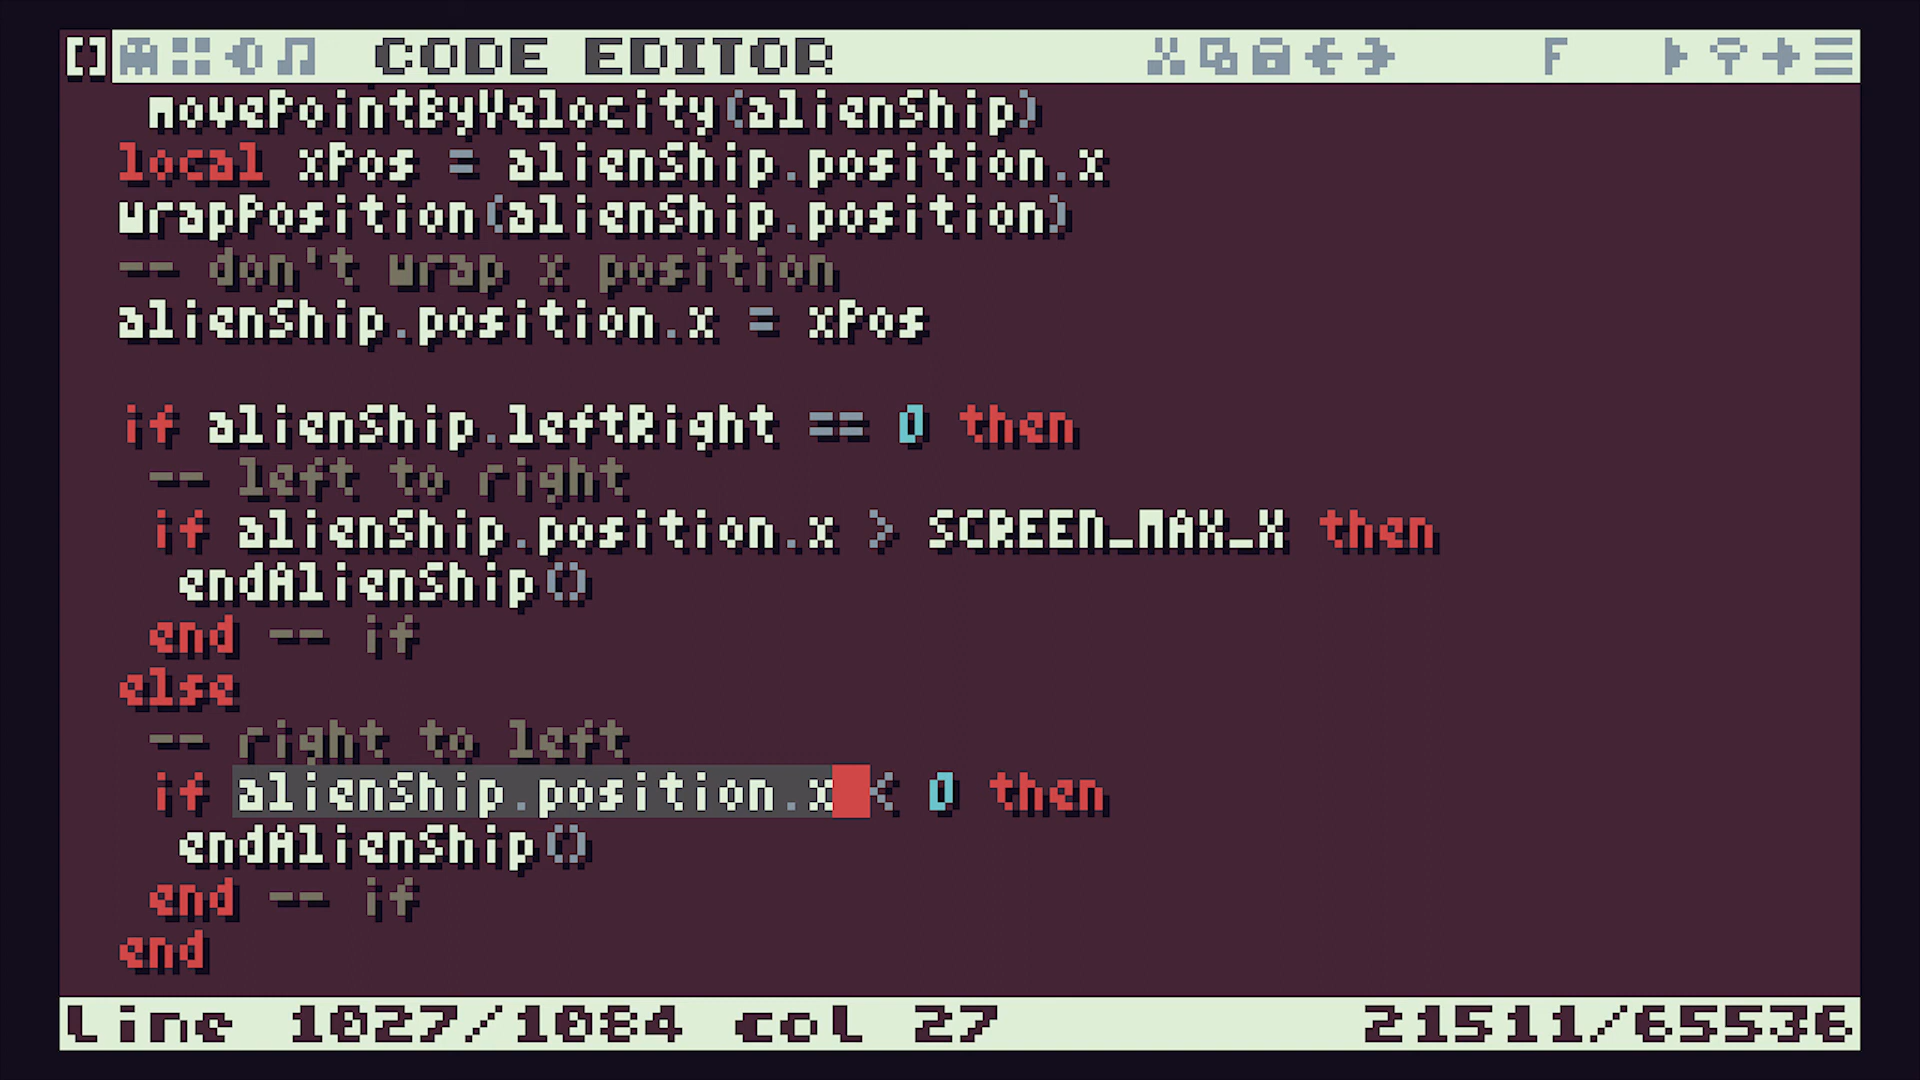 CODE EDITOR F
movePointByVelocity(alienShip)
local xPos = alienShip.position.x
wrapPosition(alienShip.position)
-- don't wrap x position
alienShip.position.x = xPos
if alienShip.leftRight == 0 then
-- left to right
if alienShip.position.x > SCREEN_MAX_X then
endAlienShip()
end -- if
else
-- right to left
if alienShip.position.x < 0 then
endAlienShip()
end -- if
end
line 1027/1084 col 27 21511/65536